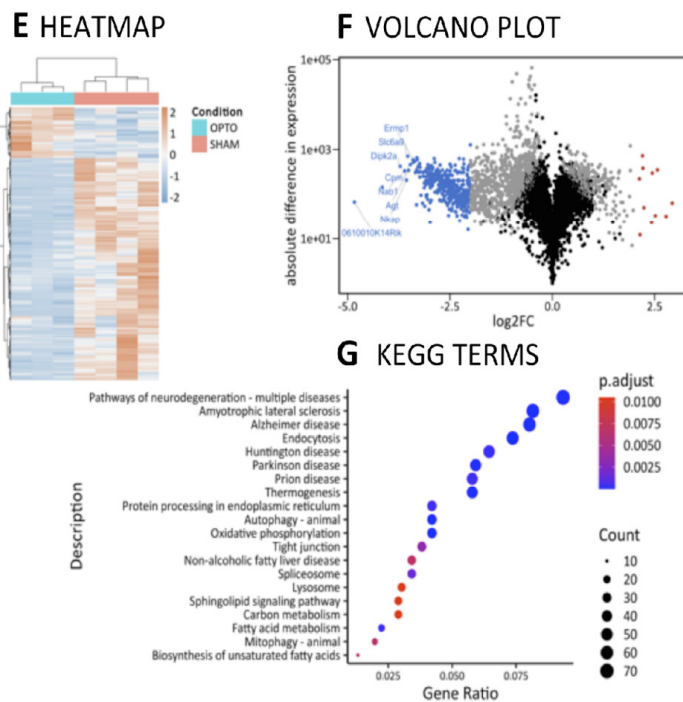 E HEATMAP
Condition
OPTO
SHAM
2
1
0
-1
-2
F VOLCANO PLOT
absolute difference in expression
1e+05
1e+03
1e+01
Ermp1
Slc6a9
Dipk2a
Cpm
Nab1
Agt
Nkap
0610010K14Rik
-5.0 -2.5 0.0 2.5
log2FC
G KEGG TERMS
Description
Pathways of neurodegeneration - multiple diseases
Amyotrophic lateral sclerosis
Alzheimer disease
Endocytosis
Huntington disease
Parkinson disease
Prion disease
Thermogenesis
Protein processing in endoplasmic reticulum
Autophagy - animal
Oxidative phosphorylation
Tight junction
Non-alcoholic fatty liver disease
Spliceosome
Lysosome
Sphingolipid signaling pathway
Carbon metabolism
Fatty acid metabolism
Mitophagy - animal
Biosynthesis of unsaturated fatty acids
0.025 0.050 0.075
Gene Ratio
p.adjust
0.0100
0.0075
0.0050
0.0025
Count
10
20
30
40
50
60
70